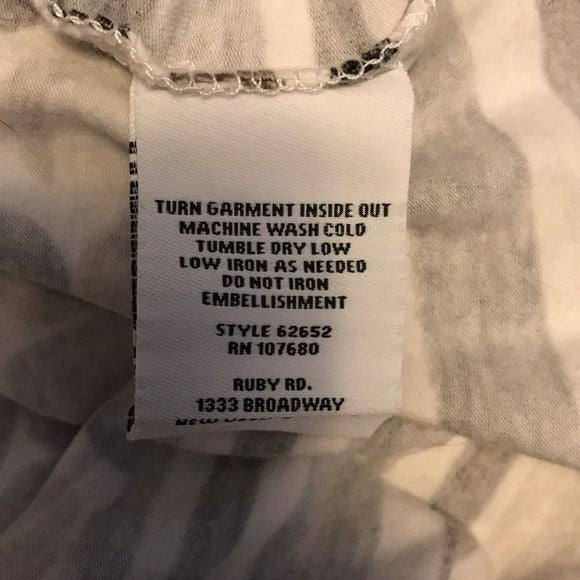 TURN GARMENT INSIDE OUT
MACHINE WASH COLD
TUMBLE DRY LOW
LOW IRON AS NEEDED
DO NOT IRON
EMBELLISHMENT
STYLE 62652
RN 107680
RUBY RD.
1333 BROADWAY